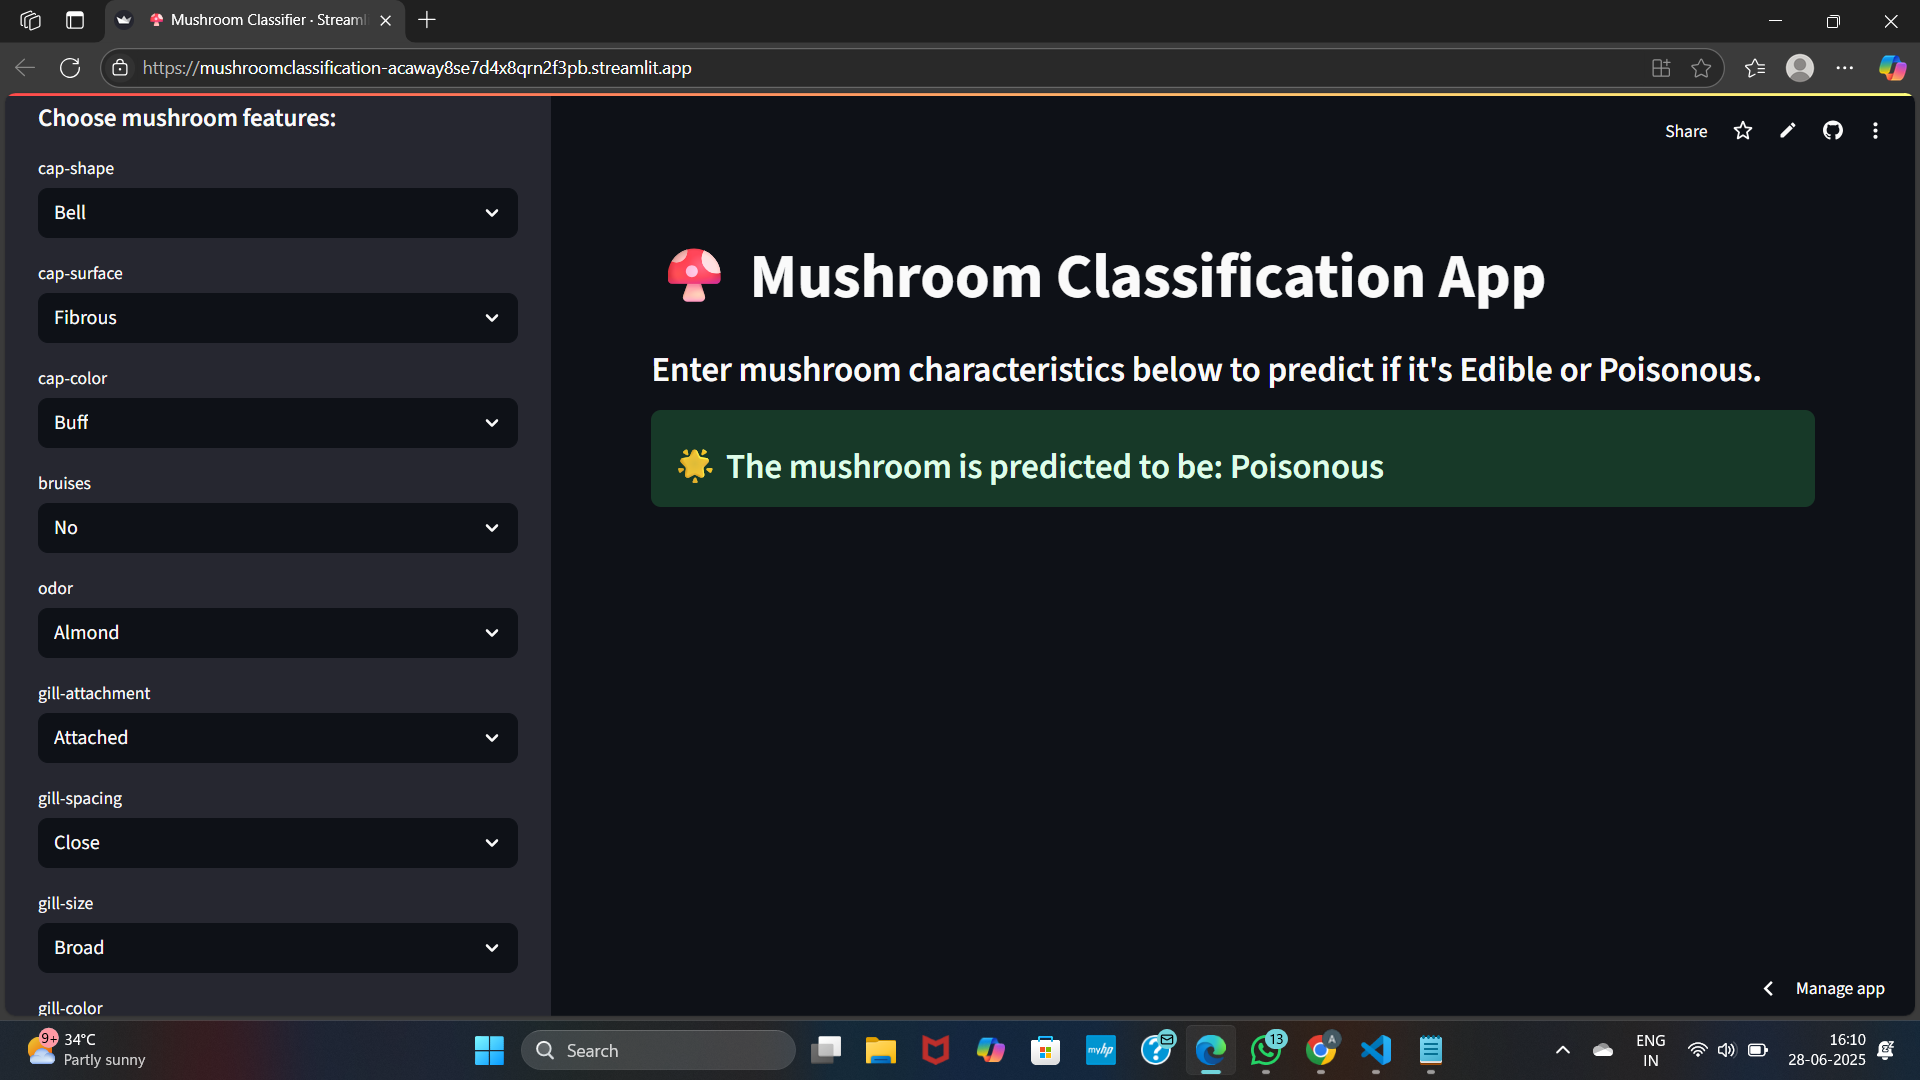 Mushroom Classifier · Streaml
https://mushroomclassification-acaway8se7d4x8qrn2f3pb.streamlit.app
Choose mushroom features:
cap-shape
Bell
cap-surface
Fibrous
cap-color
Buff
bruises
No
odor
Almond
gill-attachment
Attached
gill-spacing
Close
gill-size
Broad
gill-color
Share
Mushroom Classification App
Enter mushroom characteristics below to predict if it's Edible or Poisonous.
The mushroom is predicted to be: Poisonous
Manage app
9+
34°C
Partly sunny
Search
myhp
13
A
ENG
IN
16:10
28-06-2025